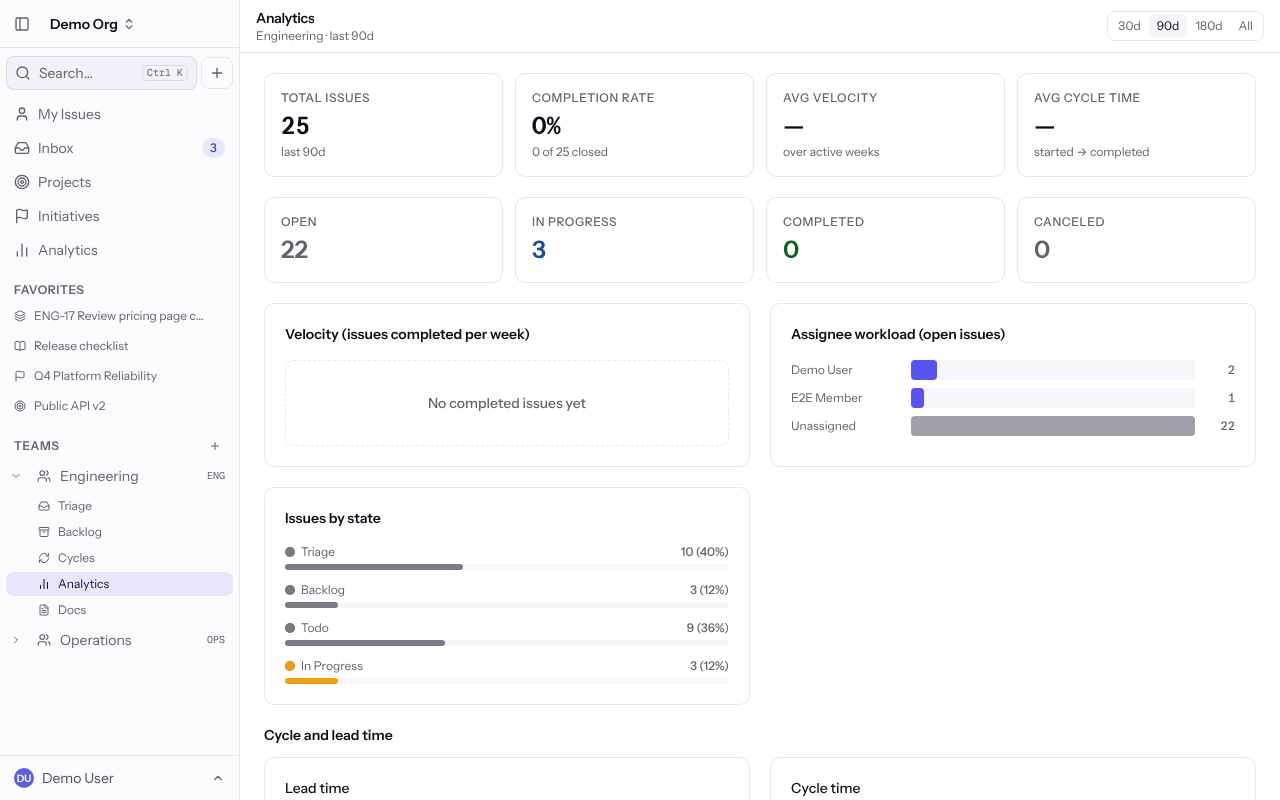 Demo Org
Search...
Ctrl K
My Issues
Inbox
3
Projects
Initiatives
Analytics
FAVORITES
ENG-17 Review pricing page c...
Release checklist
Q4 Platform Reliability
Public API v2
TEAMS
Engineering
ENG
Triage
Backlog
Cycles
Analytics
Docs
Operations
OPS
DU
Demo User
Analytics
Engineering · last 90d
30d
90d
180d
All
TOTAL ISSUES
25
last 90d
COMPLETION RATE
0%
0 of 25 closed
AVG VELOCITY
—
over active weeks
AVG CYCLE TIME
—
started → completed
OPEN
22
IN PROGRESS
3
COMPLETED
0
CANCELED
0
Velocity (issues completed per week)
No completed issues yet
Assignee workload (open issues)
Demo User 2
E2E Member 1
Unassigned 22
Issues by state
Triage 10 (40%)
Backlog 3 (12%)
Todo 9 (36%)
In Progress 3 (12%)
Cycle and lead time
Lead time
Cycle time